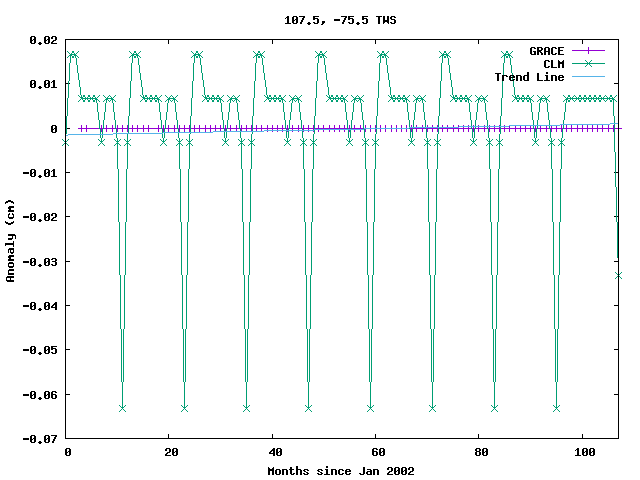 107.5, -75.5 TWS
GRACE
CLM
Trend Line
0.02
0.01
0
-0.01
-0.02
-0.03
-0.04
-0.05
-0.06
-0.07
Anomaly (cm)
0 20 40 60 80 100
Months since Jan 2002